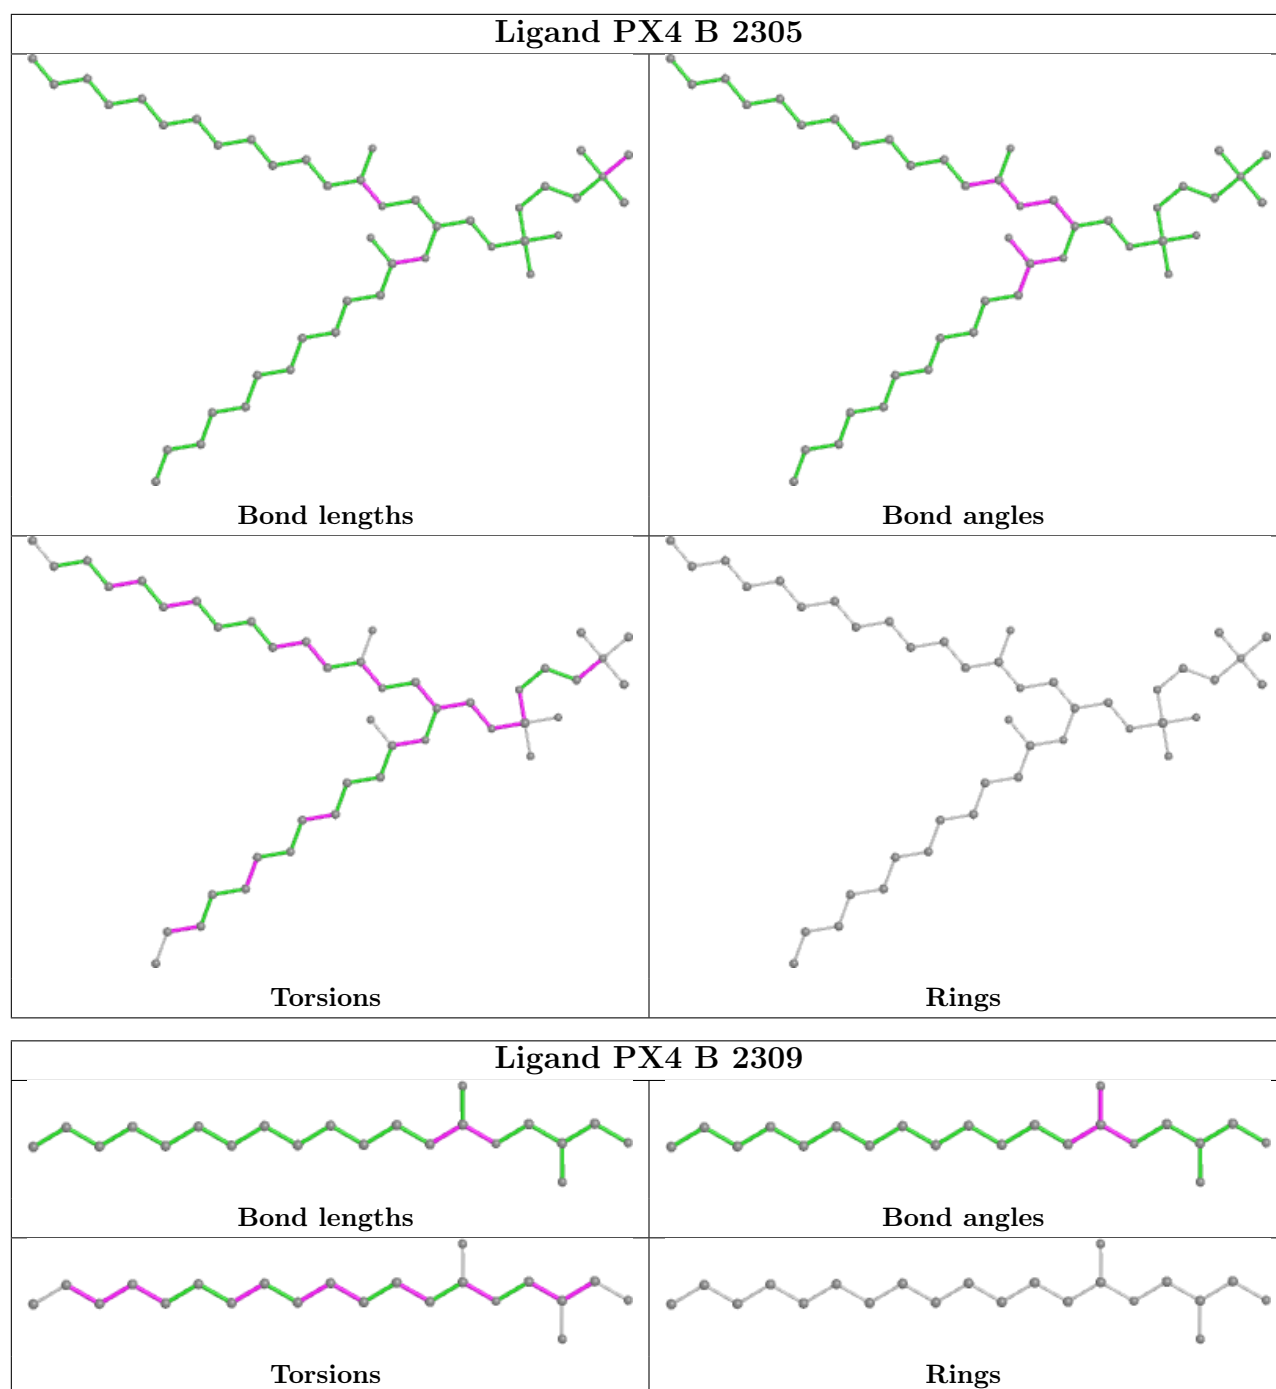 Ligand PX4 B 2305
Bond lengths
Bond angles
Torsions
Rings
Ligand PX4 B 2309
Bond lengths
Bond angles
Torsions
Rings